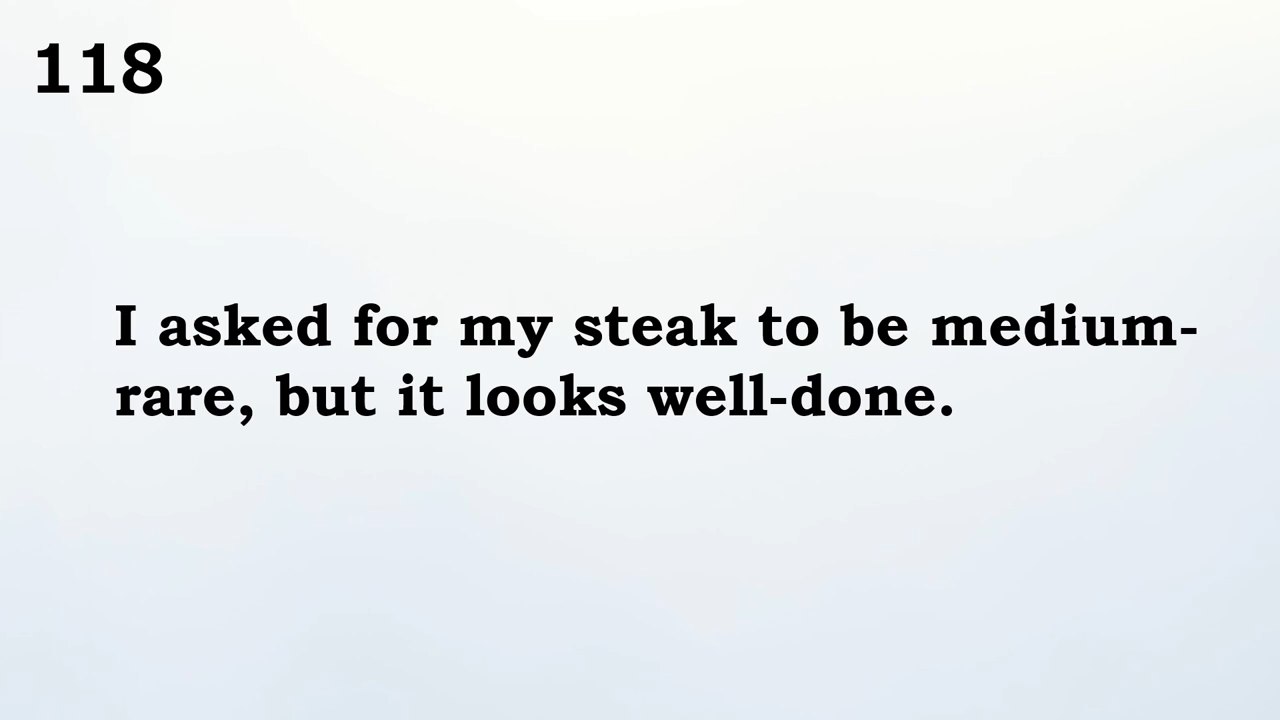 118
I asked for my steak to be medium-
rare, but it looks well-done.